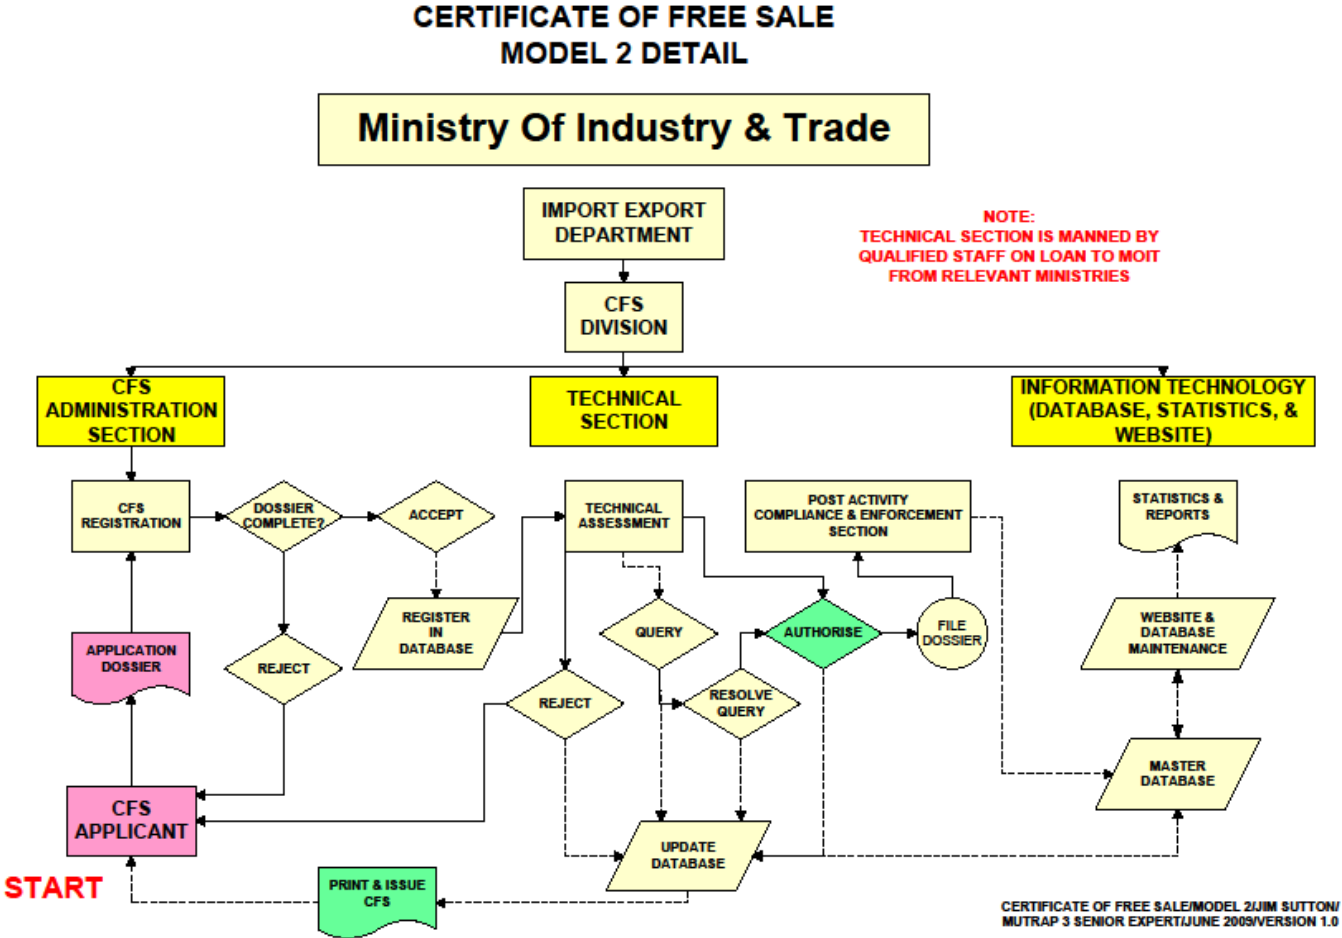 CERTIFICATE OF FREE SALE
MODEL 2 DETAIL
Ministry Of Industry & Trade
IMPORT EXPORT
DEPARTMENT
NOTE:
TECHNICAL SECTION IS MANNED BY
QUALIFIED STAFF ON LOAN TO MOIT
FROM RELEVANT MINISTRIES
CFS
DIVISION
CFS
ADMINISTRATION
SECTION
TECHNICAL
SECTION
INFORMATION TECHNOLOGY
(DATABASE, STATISTICS, &
WEBSITE)
CFS
REGISTRATION
DOSSIER
COMPLETE?
ACCEPT
TECHNICAL
ASSESSMENT
POST ACTIVITY
COMPLIANCE & ENFORCEMENT
SECTION
STATISTICS &
REPORTS
REGISTER
IN
DATABASE
QUERY
AUTHORISE
FILE
DOSSIER
WEBSITE &
DATABASE
MAINTENANCE
APPLICATION
DOSSIER
REJECT
REJECT
RESOLVE
QUERY
MASTER
DATABASE
CFS
APPLICANT
UPDATE
DATABASE
START
PRINT & ISSUE
CFS
CERTIFICATE OF FREE SALE/MODEL 2/JIM SUTTON/
MUTRAP 3 SENIOR EXPERT/JUNE 2009/VERSION 1.0